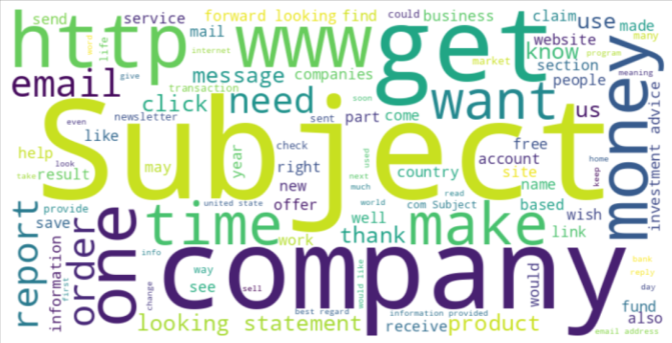 send
http
www
get
service
forward looking
find
could
business
claim
use
made
many
word
life
internet
mail
email
message
companies
website
know
section
people
program
market
give
transaction
click
need
want
us
money
investment advice
meaning
Subject
even
newsletter
like
soon
sent
part
come
free
account
help
look
take
result
may
year
check
right
new
offer
used
next
much
country
site
name
based
home
keep
read
report
provide
save
order
one
time
united state
world
com Subject
make
well
thank
work
wish
link
information
first
info
change
company
way
see
sell
best regard
would like
would
bank
reply
day
fund
also
looking statement
receive
information provided
product
email address